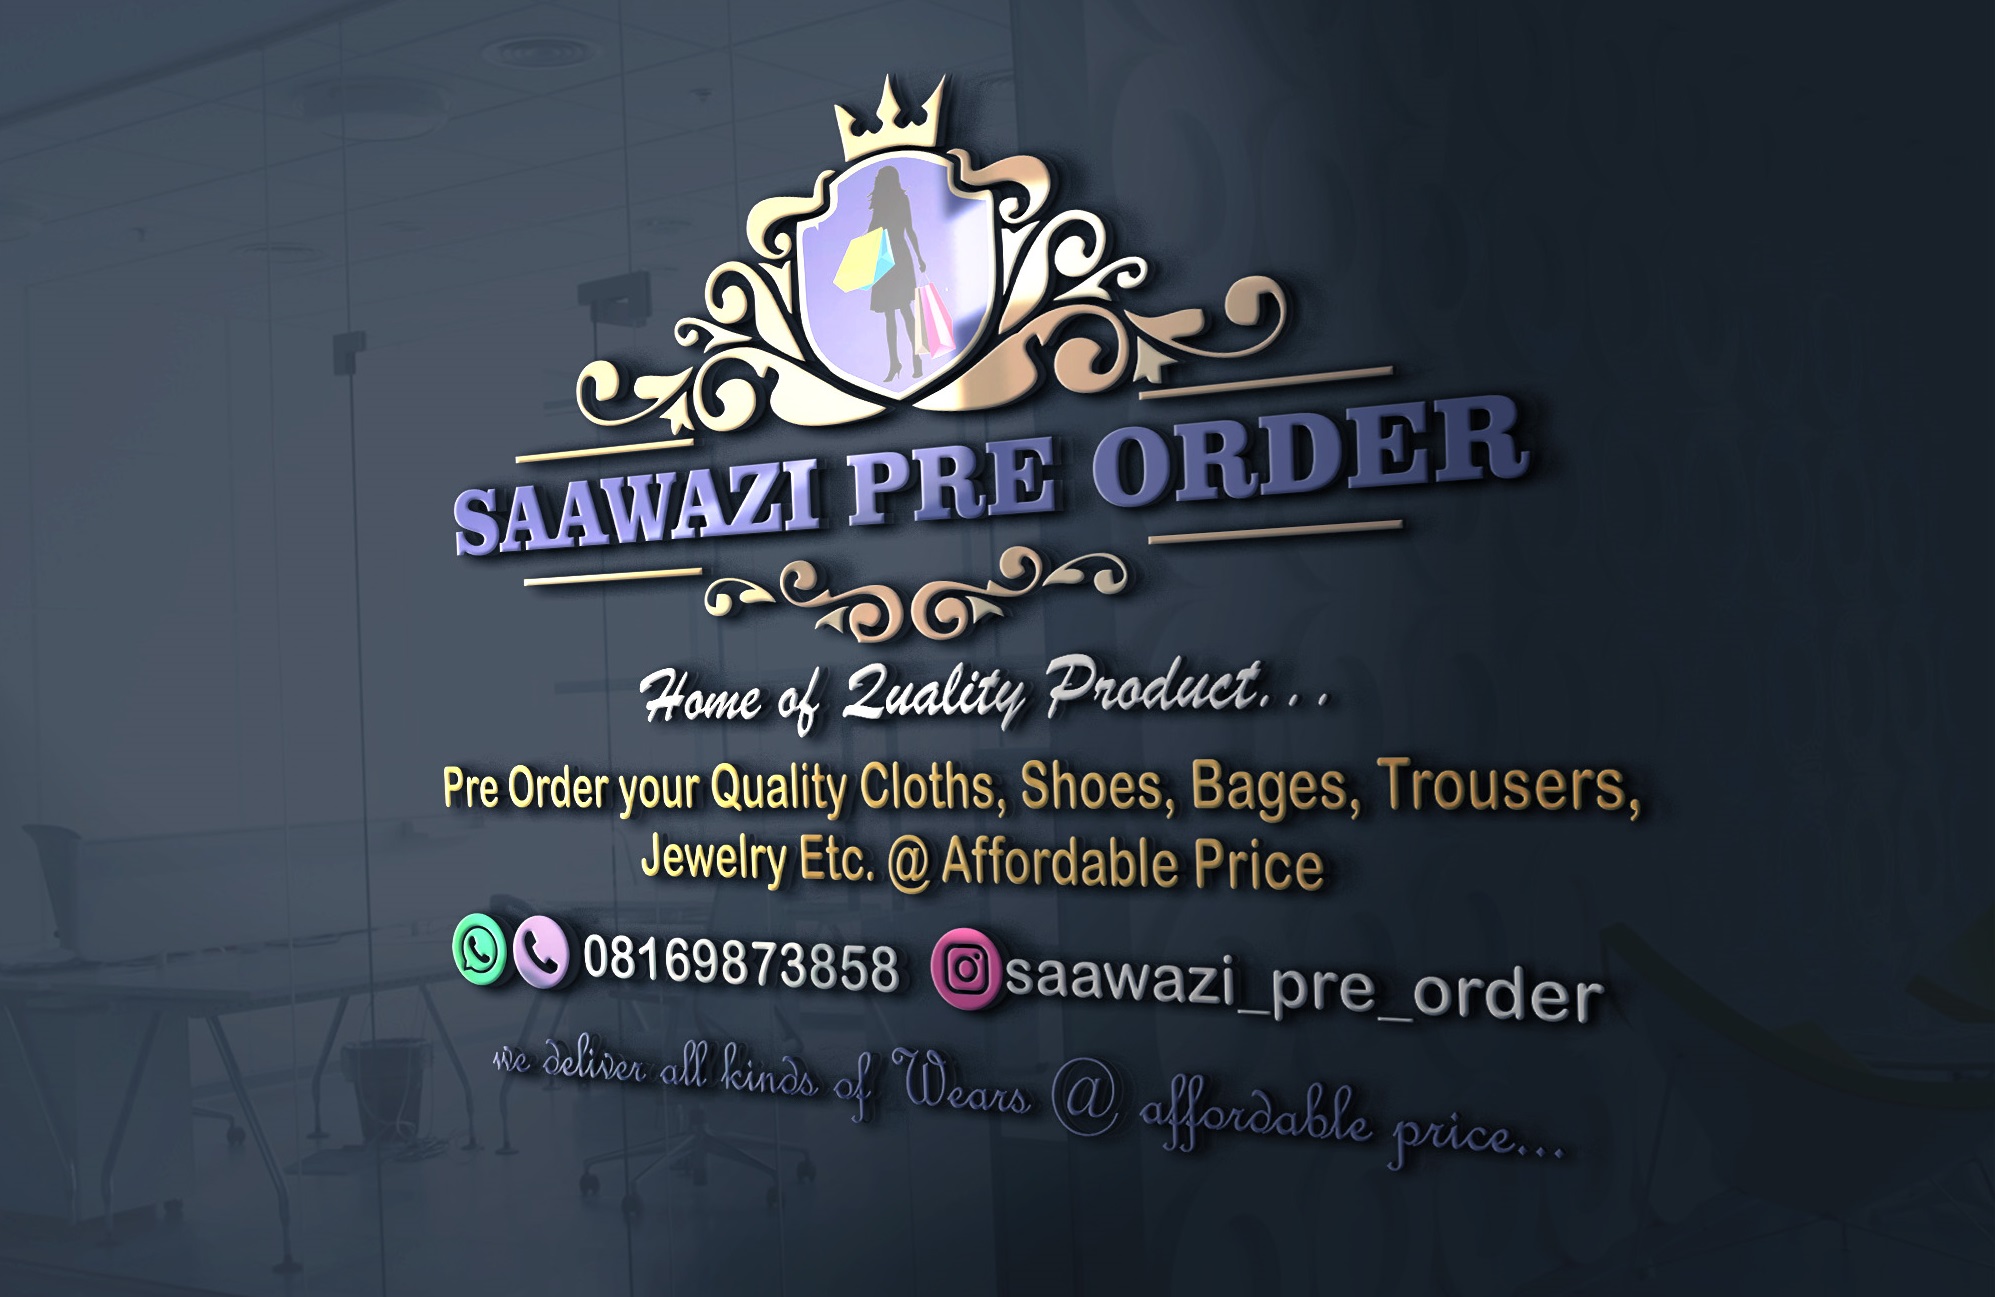 SAAWAZI PRE ORDER
Home of Quality Product...
Pre Order your Quality Cloths, Shoes, Bages, Trousers,
Jewelry Etc. @ Affordable Price
08169873858 saawazi_pre_order
we deliver all kinds of Wears @ affordable price...